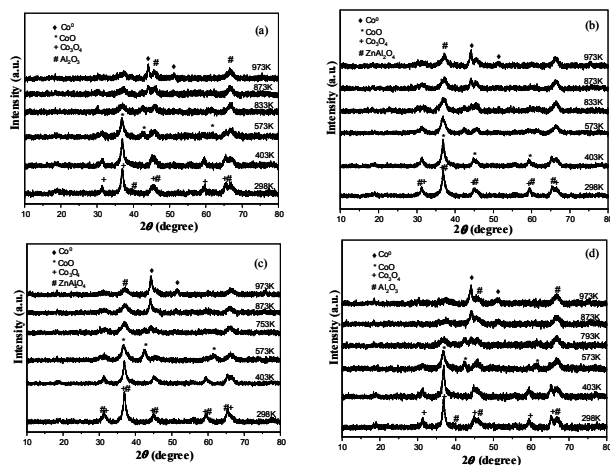 (a)
◆ Co⁰
* CoO
+ Co₃O₄
# Al₂O₃
973K
873K
833K
573K
403K
298K
Intensity (a.u.)
10 20 30 40 50 60 70 80
2θ (degree)
(b)
◆ Co⁰
* CoO
+ Co₃O₄
# ZnAl₂O₄
973K
873K
833K
573K
403K
298K
Intensity (a.u.)
10 20 30 40 50 60 70 80
2θ (degree)
(c)
◆ Co⁰
* CoO
+ Co₃O₄
# ZnAl₂O₄
973K
873K
753K
573K
403K
298K
Intensity (a.u.)
10 20 30 40 50 60 70 80
2θ (degree)
(d)
◆ Co⁰
* CoO
+ Co₃O₄
# Al₂O₃
973K
873K
793K
573K
403K
298K
Intensity (a.u.)
10 20 30 40 50 60 70 80
2θ (degree)